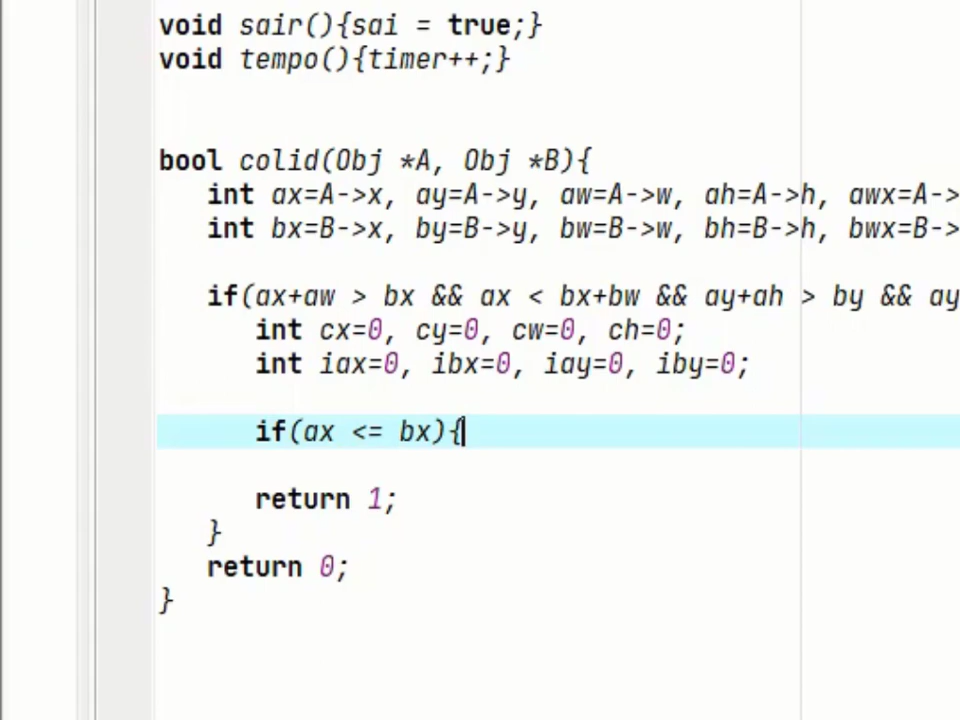 void sair(){sai = true;}
void tempo(){timer++;}
bool colid(Obj *A, Obj *B){
int ax=A->x, ay=A->y, aw=A->w, ah=A->h, awx=A->
int bx=B->x, by=B->y, bw=B->w, bh=B->h, bwx=B->
if(ax+aw > bx && ax < bx+bw && ay+ah > by && ay
int cx=0, cy=0, cw=0, ch=0;
int iax=0, ibx=0, iay=0, iby=0;
if(ax <= bx){
return 1;
}
return 0;
}